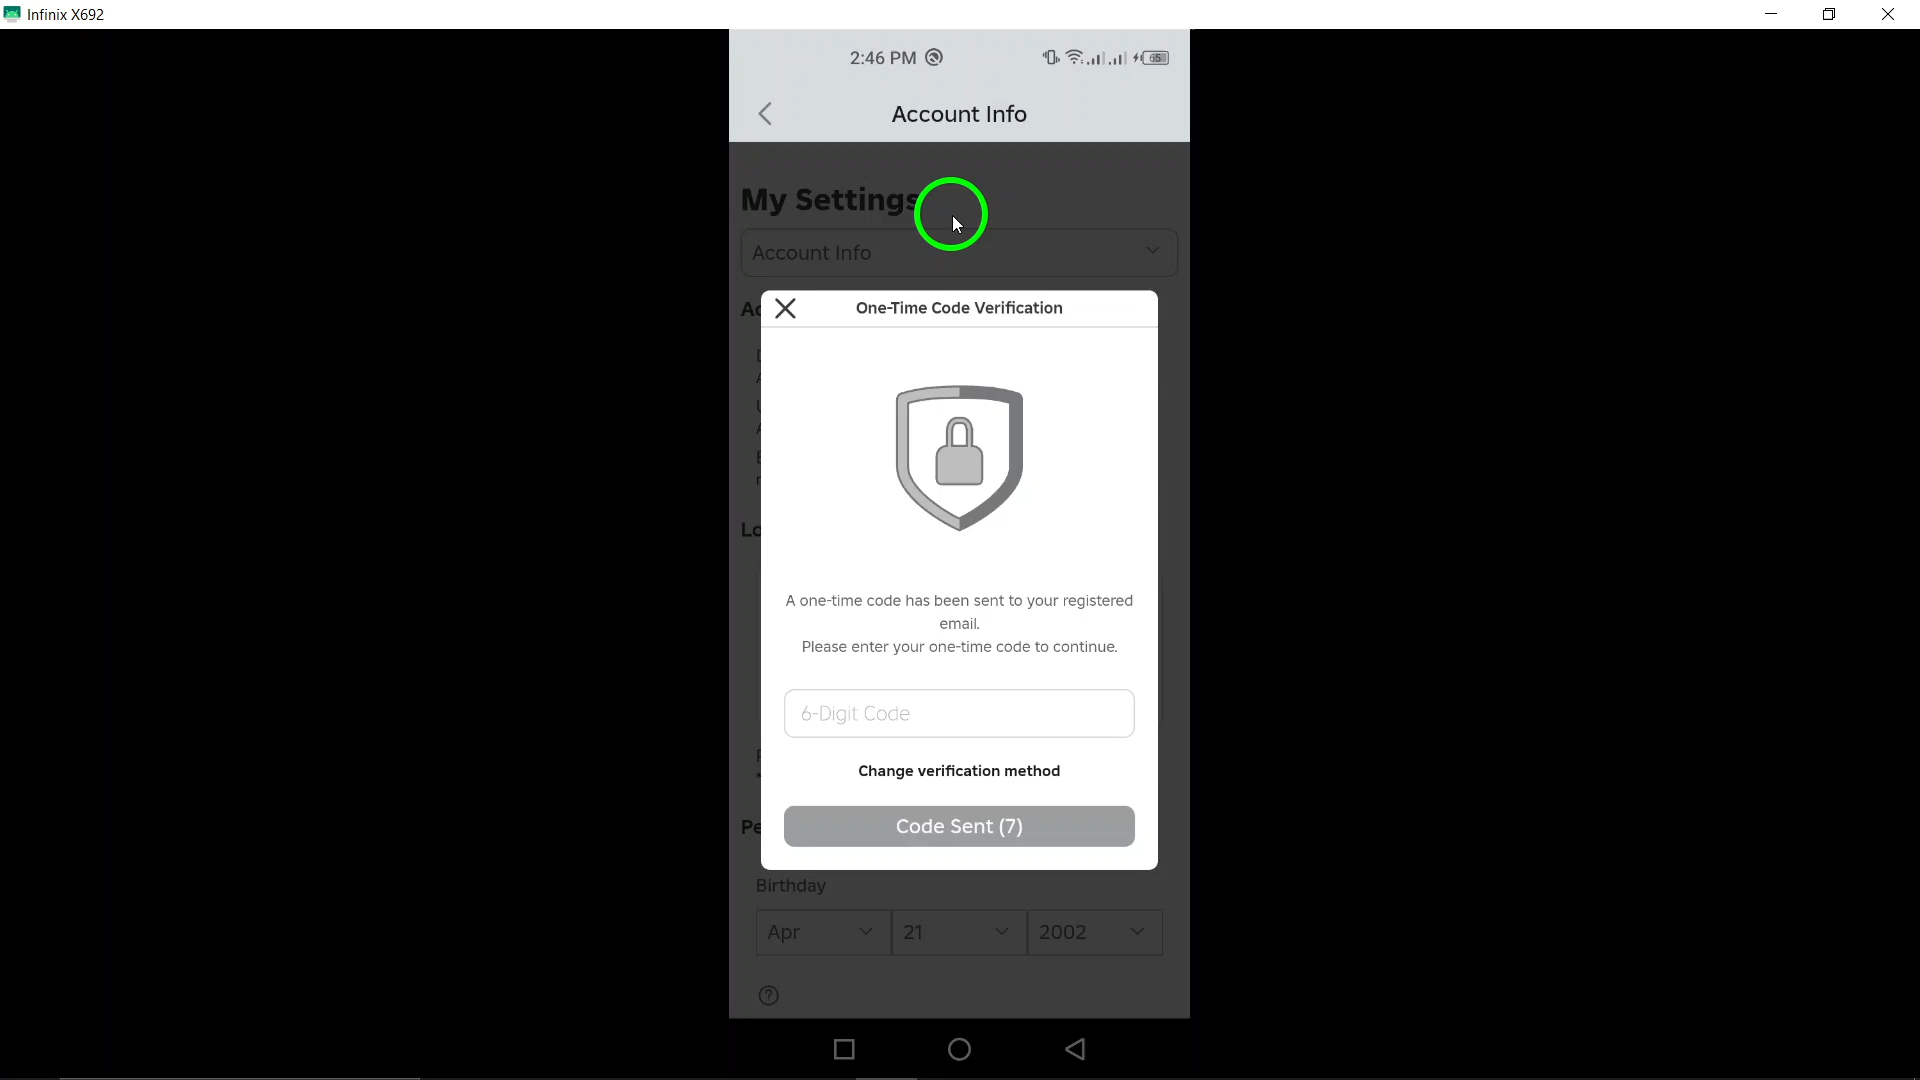 Infinix X692
2:46 PM
65
Account Info
My Settings
Account Info
One-Time Code Verification
A one-time code has been sent to your registered
email.
Please enter your one-time code to continue.
6-Digit Code
Change verification method
Code Sent (7)
Birthday
Apr 21 2002